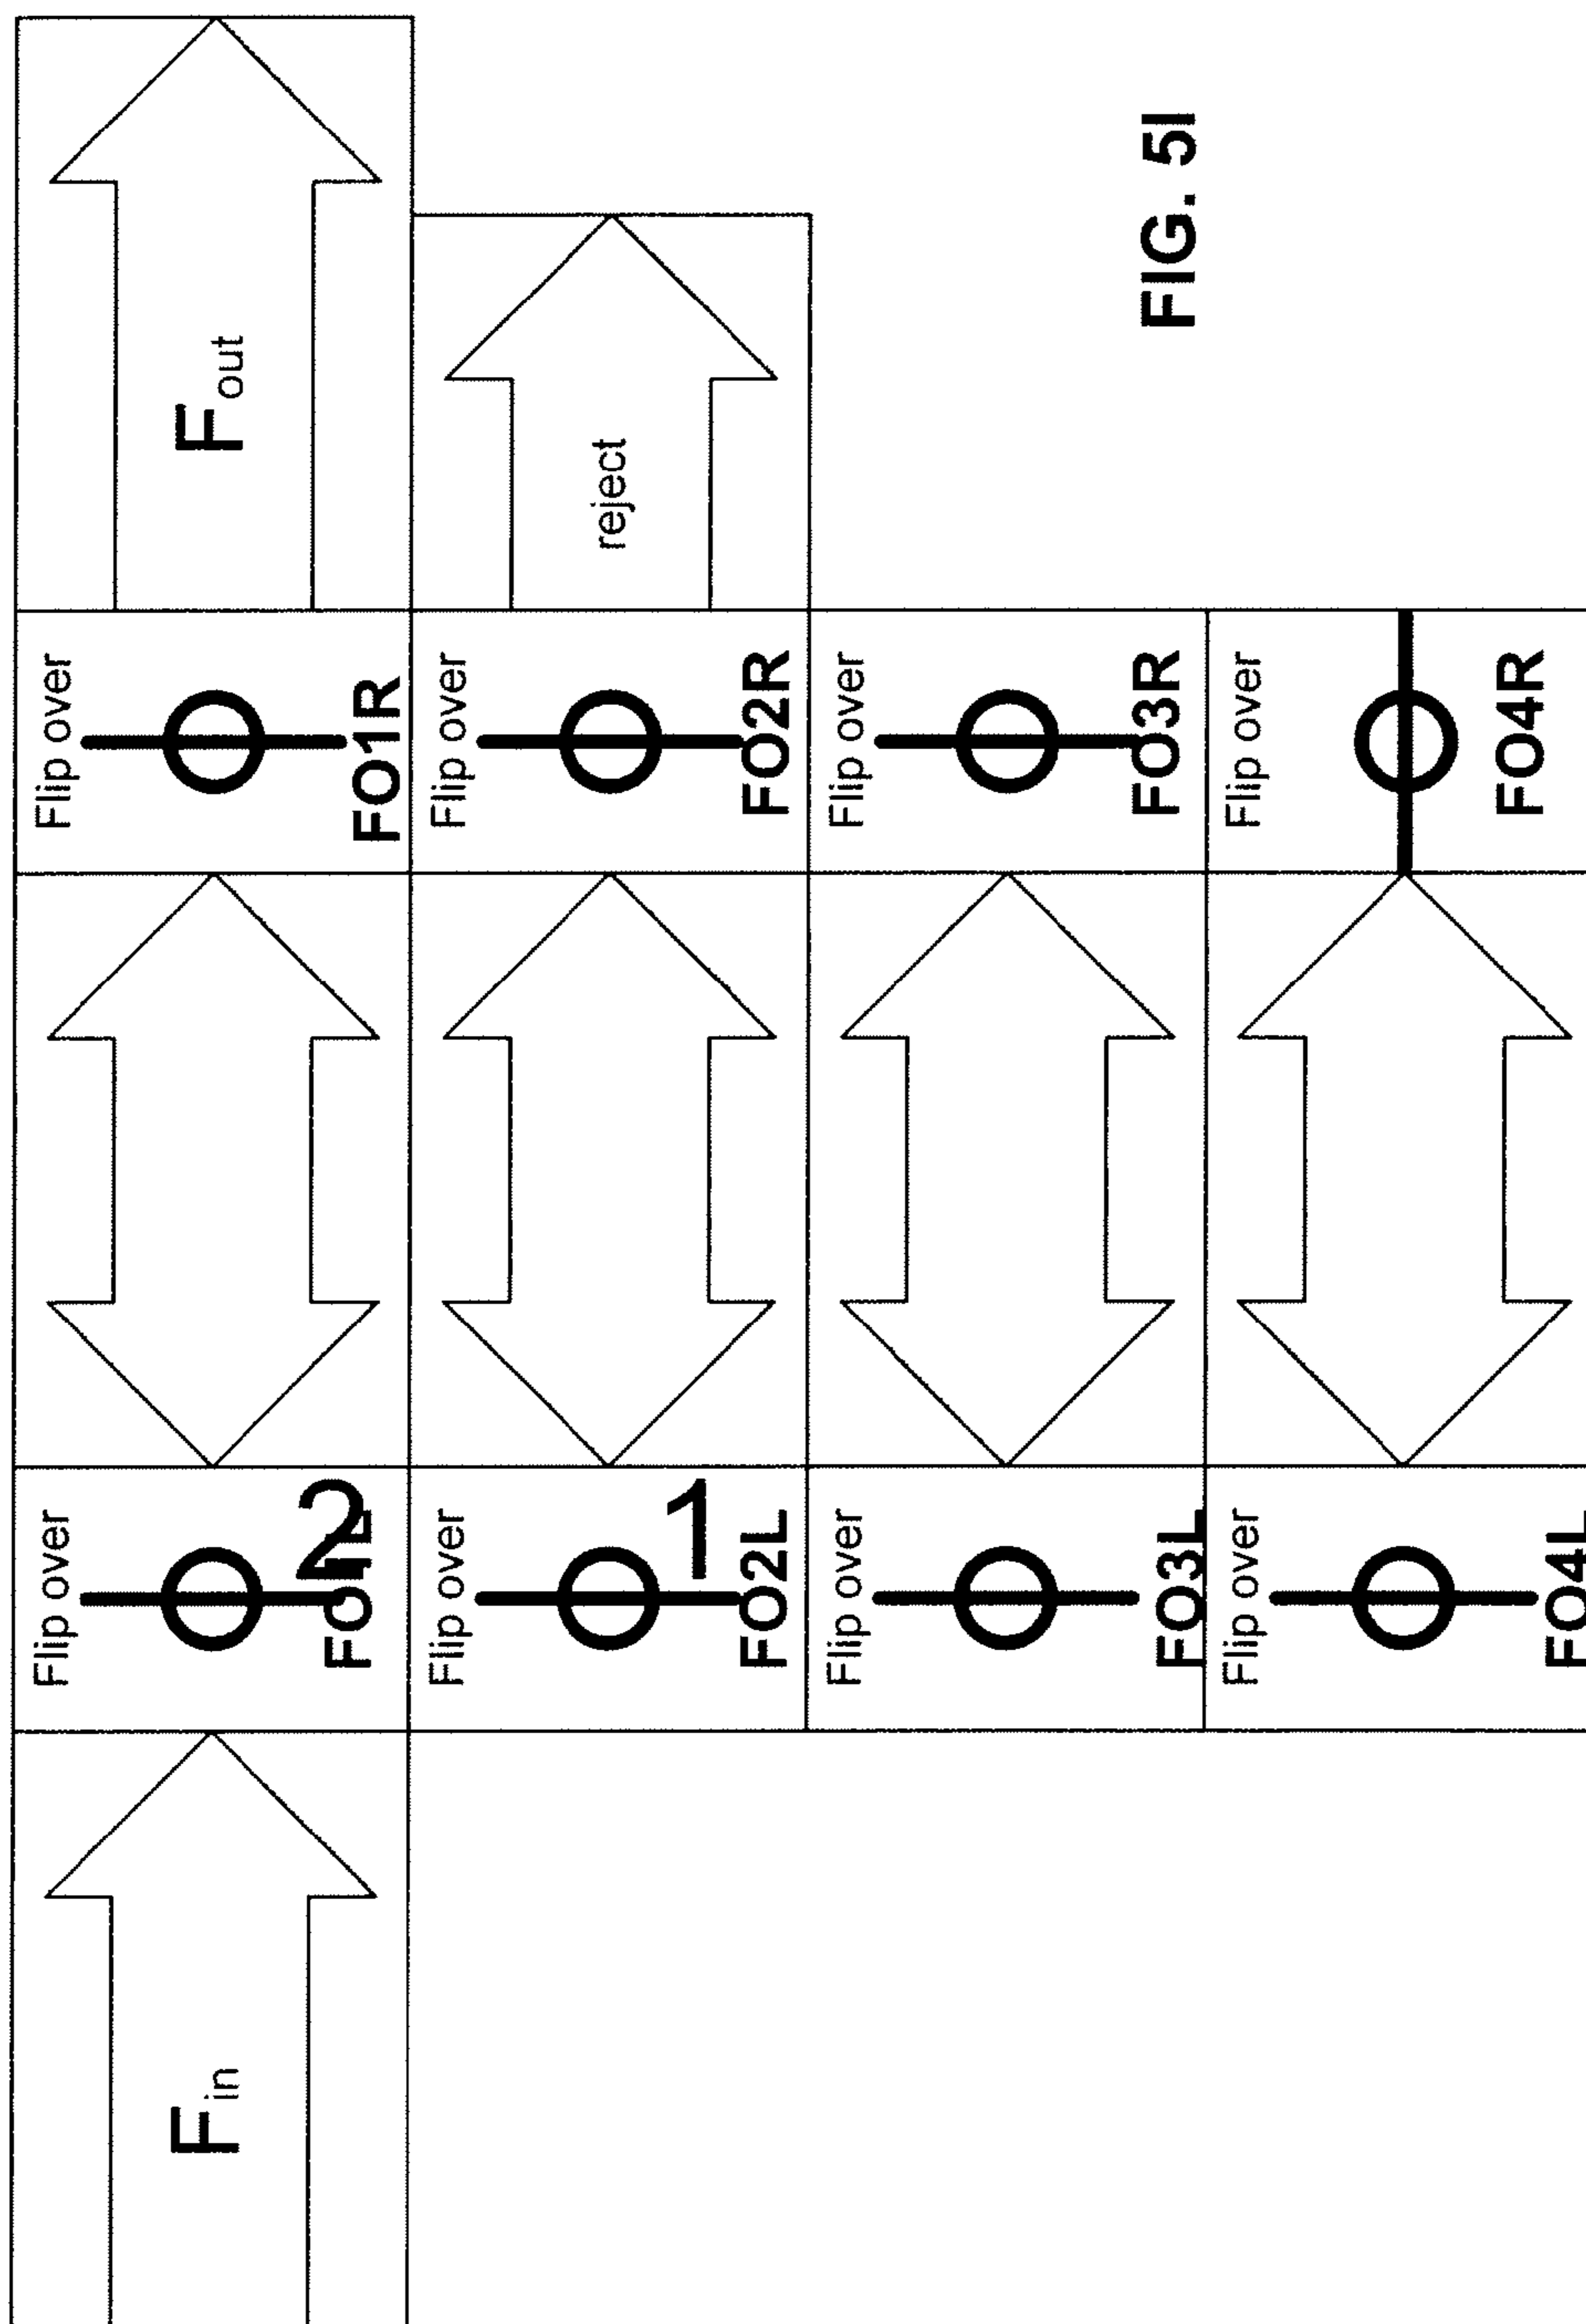 Flip over
Flip over
Fin
Fout
2
FO1L
FO1R
Flip over
Flip over
reject
1
FO2L
FO2R
Flip over
Flip over
FO3L
FO3R
FIG. 5I
Flip over
Flip over
FO4L
FO4R